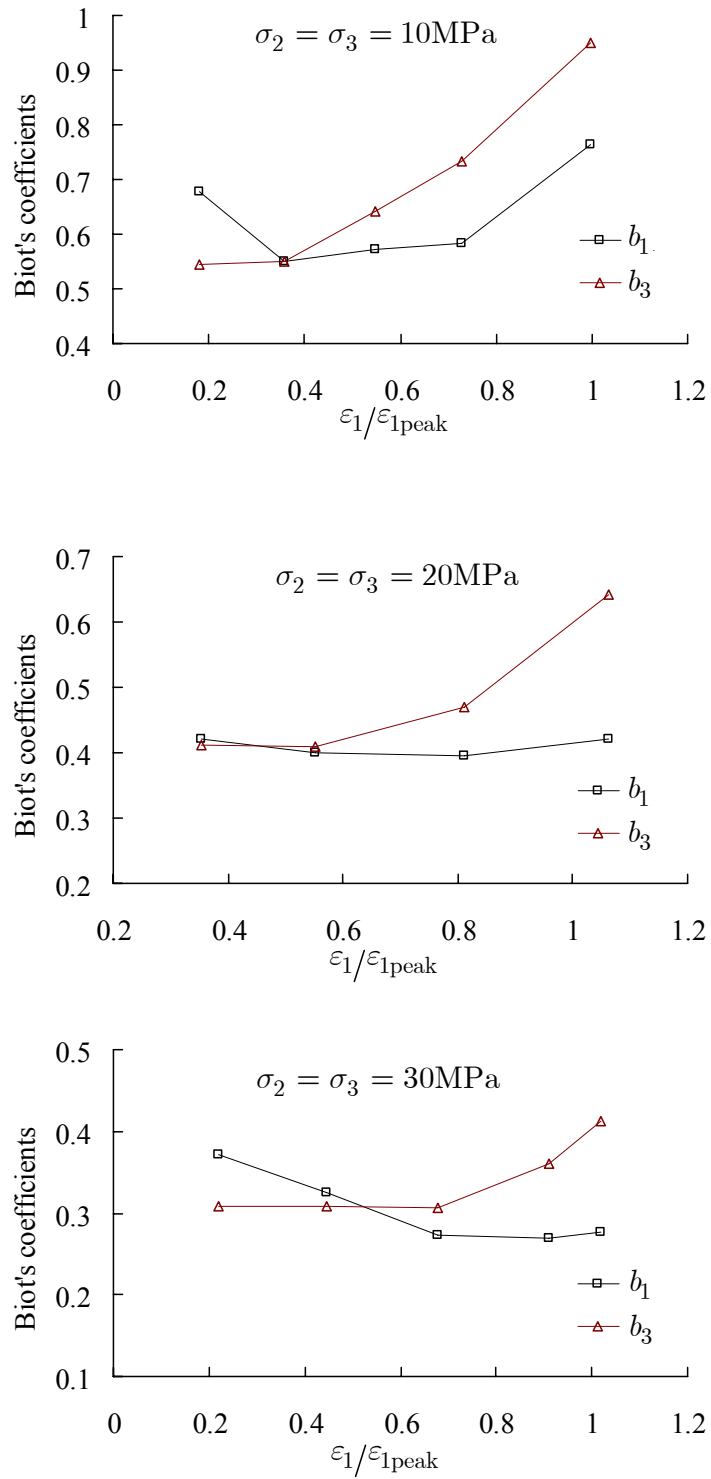 1
σ₂ = σ₃ = 10MPa
0.9
0.8
0.7
0.6
0.5
0.4
Biot's coefficients
b₁
b₃
0 0.2 0.4 0.6 0.8 1 1.2
ε₁/ε₁peak
0.7
σ₂ = σ₃ = 20MPa
0.6
0.5
0.4
0.3
0.2
Biot's coefficients
b₁
b₃
0.2 0.4 0.6 0.8 1 1.2
ε₁/ε₁peak
0.5
σ₂ = σ₃ = 30MPa
0.4
0.3
0.2
0.1
Biot's coefficients
b₁
b₃
0 0.2 0.4 0.6 0.8 1 1.2
ε₁/ε₁peak